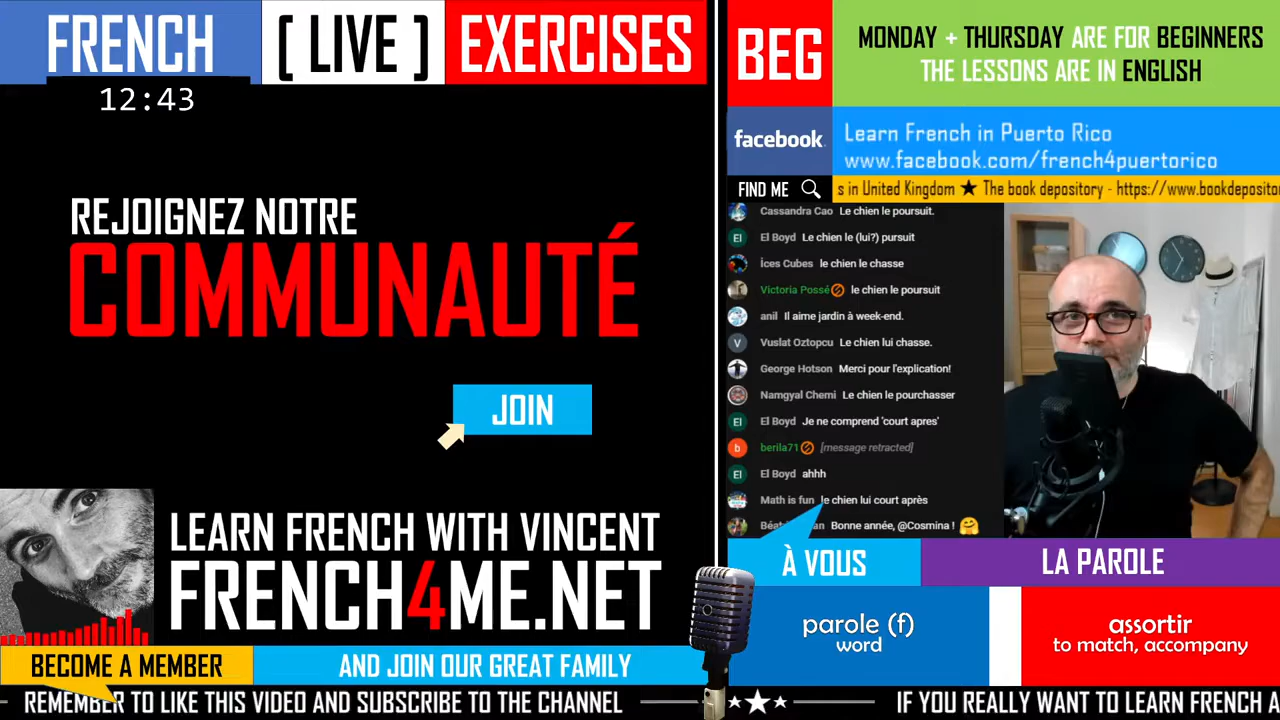 FRENCH
[ LIVE ]
EXERCISES
12:43
REJOIGNEZ NOTRE
COMMUNAUTÉ
JOIN
LEARN FRENCH WITH VINCENT
FRENCH4ME.NET
BECOME A MEMBER
AND JOIN OUR GREAT FAMILY
BEG
MONDAY + THURSDAY ARE FOR BEGINNERS
THE LESSONS ARE IN ENGLISH
facebook.
Learn French in Puerto Rico
www.facebook.com/french4puertorico
FIND ME
s in United Kingdom ★ The book depository - https://www.bookdeposito
Cassandra Cao Le chien le poursuit.
El Boyd Le chien le (lui?) pursuit
İces Cubes le chien le chasse
Victoria Possé le chien le poursuit
anil Il aime jardin à week-end.
Vuslat Oztopcu Le chien lui chasse.
George Hotson Merci pour l'explication!
Namgyal Chemi Le chien le pourchasser
El Boyd Je ne comprend 'court apres'
berila71 [message retracted]
El Boyd ahhh
Math is fun le chien lui court après
Bonne année, @Cosmina !
À VOUS
LA PAROLE
parole (f)
word
assortir
to match, accompany
REMEMBER TO LIKE THIS VIDEO AND SUBSCRIBE TO THE CHANNEL
IF YOU REALLY WANT TO LEARN FRENCH A